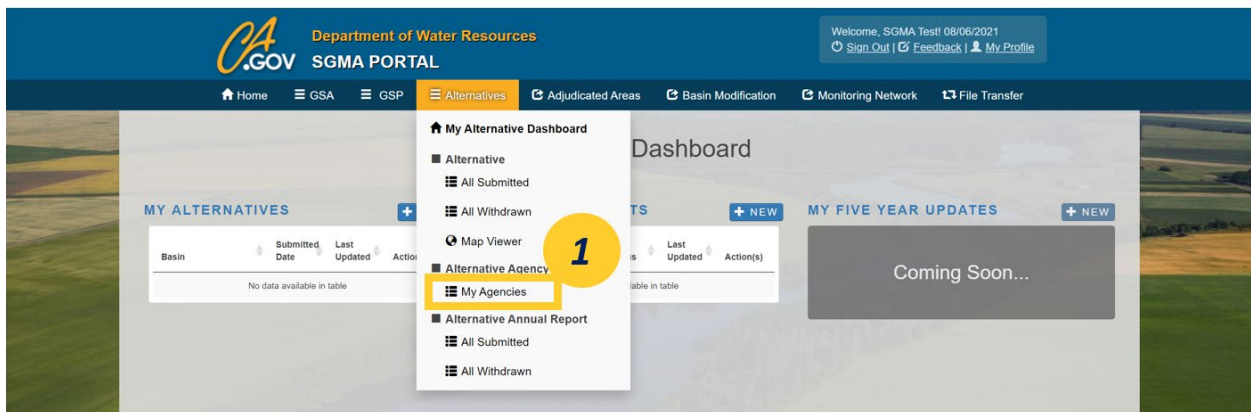 CA
.GOV
Department of Water Resources
SGMA PORTAL
Welcome, SGMA Test! 08/06/2021
Sign Out | Feedback | My Profile
Home GSA GSP Alternatives Adjudicated Areas Basin Modification Monitoring Network File Transfer
My Alternative Dashboard
Alternative
All Submitted
All Withdrawn
Map Viewer
Alternative Agency
My Agencies
Alternative Annual Report
All Submitted
All Withdrawn
1
Dashboard
MY ALTERNATIVES
Basin Submitted Date Last Updated
No data available in table
NEW
Last Updated Action(s)
in table
MY FIVE YEAR UPDATES NEW
Coming Soon...